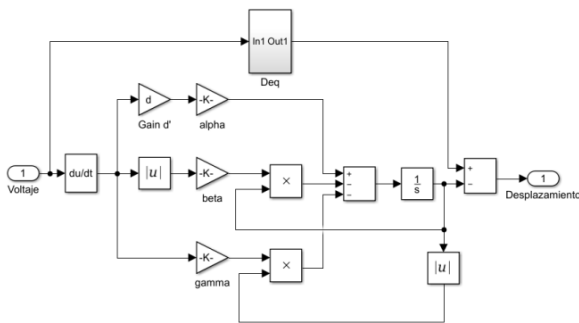 In1 Out1
Deq
d
-K-
Gain d'
alpha
1
Voltaje
du/dt
|u|
-K-
beta
×
+
−
−
1
s
+
−
1
Desplazamiento
-K-
gamma
×
|u|